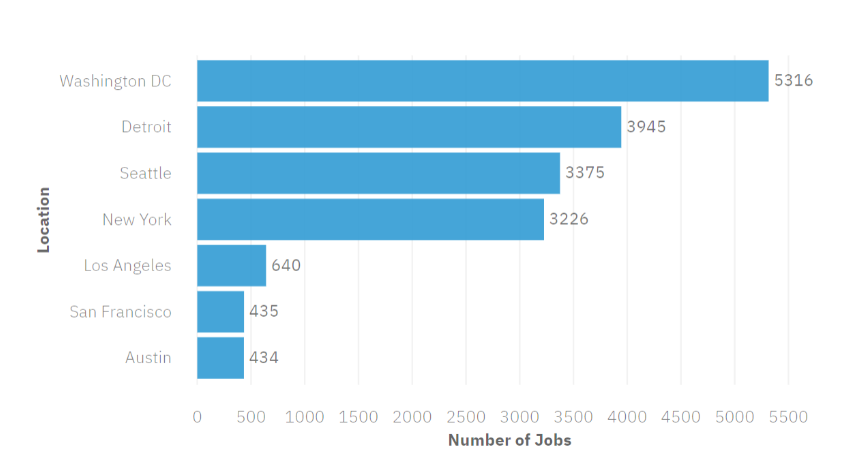 Washington DC 5316
Detroit 3945
Seattle 3375
New York 3226
Los Angeles 640
San Francisco 435
Austin 434
Location
0 500 1000 1500 2000 2500 3000 3500 4000 4500 5000 5500
Number of Jobs